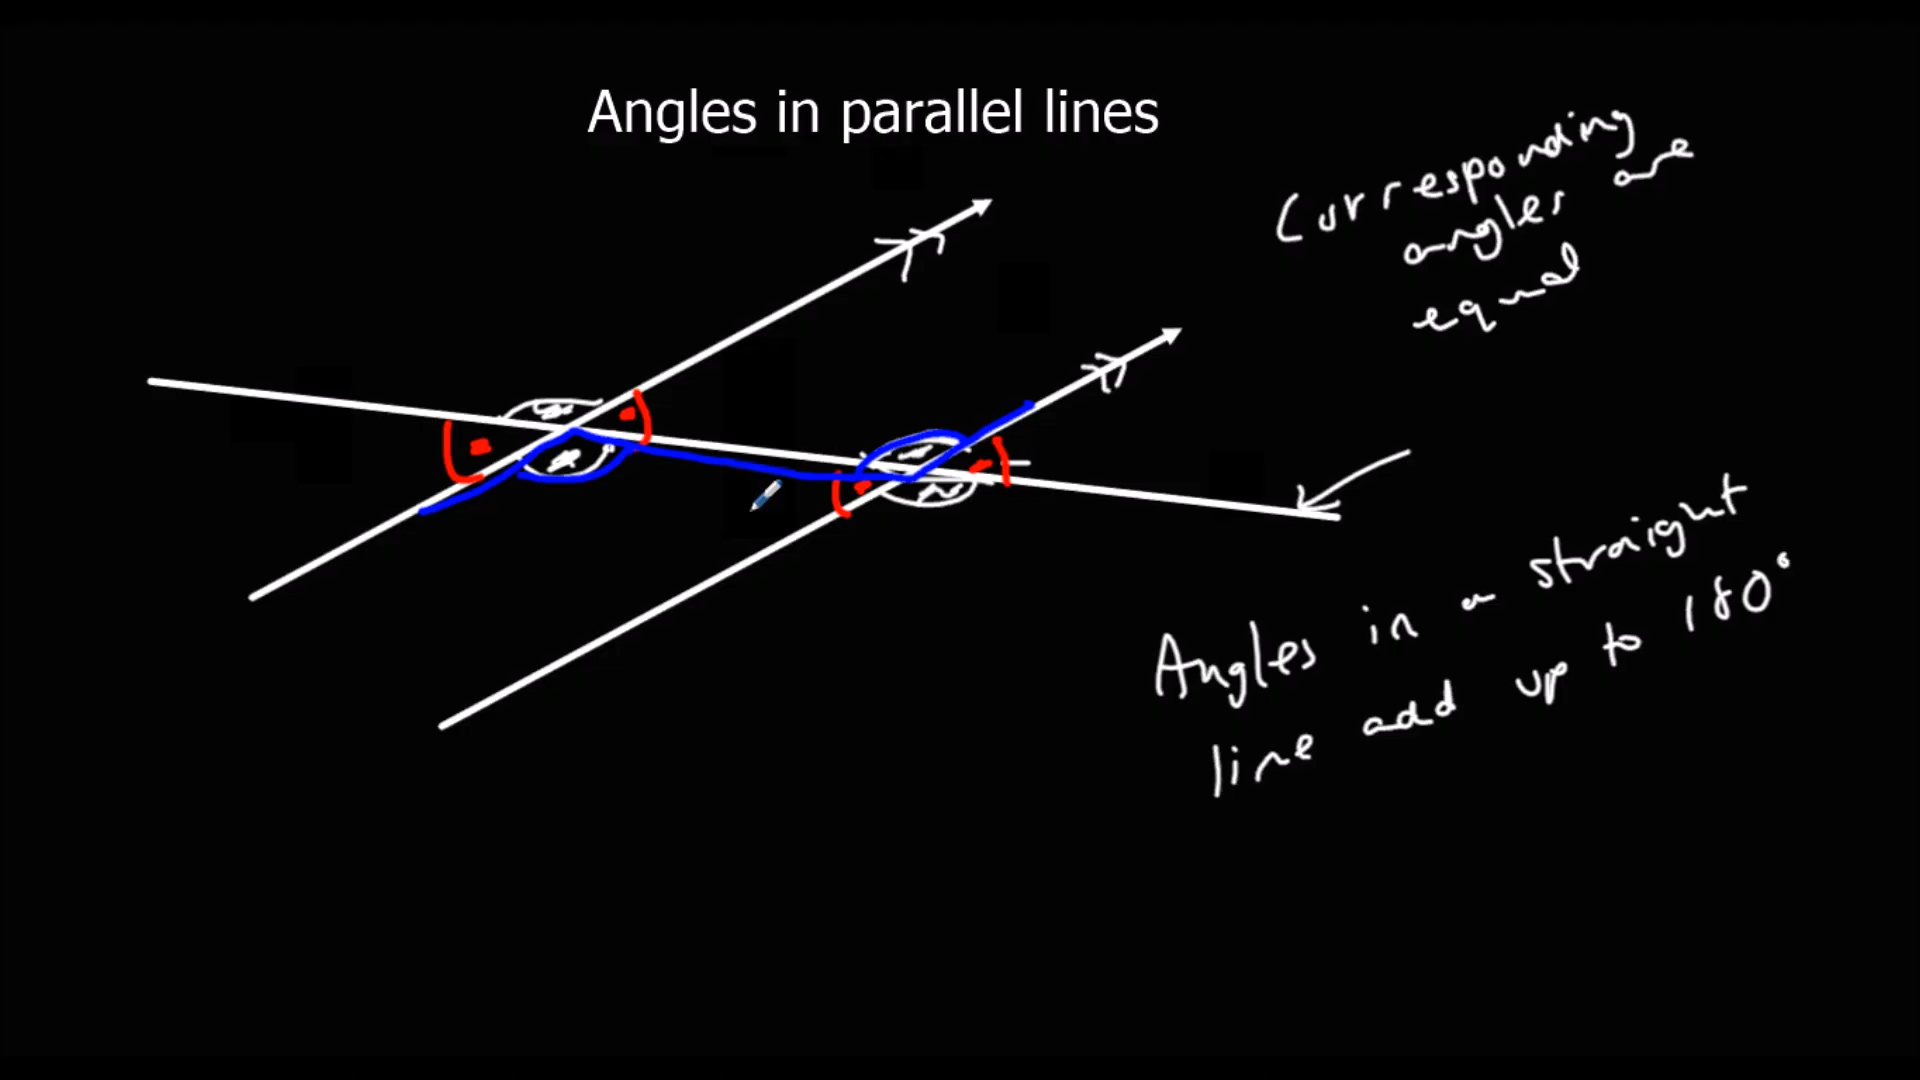 Angles in parallel lines
Corresponding
angles are
equal
Angles in a straight
line add up to 180°